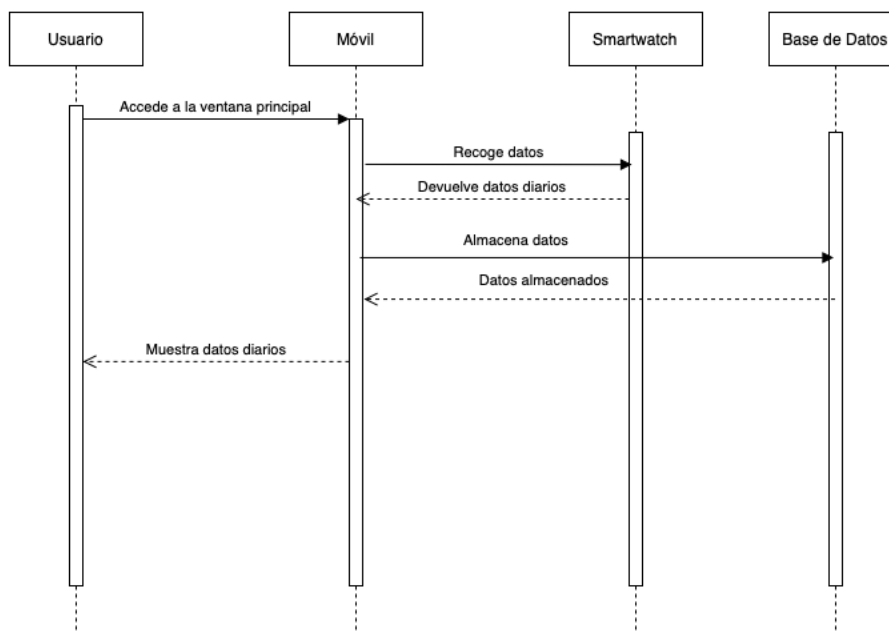 Usuario
Móvil
Smartwatch
Base de Datos
Accede a la ventana principal
Recoge datos
Devuelve datos diarios
Almacena datos
Datos almacenados
Muestra datos diarios